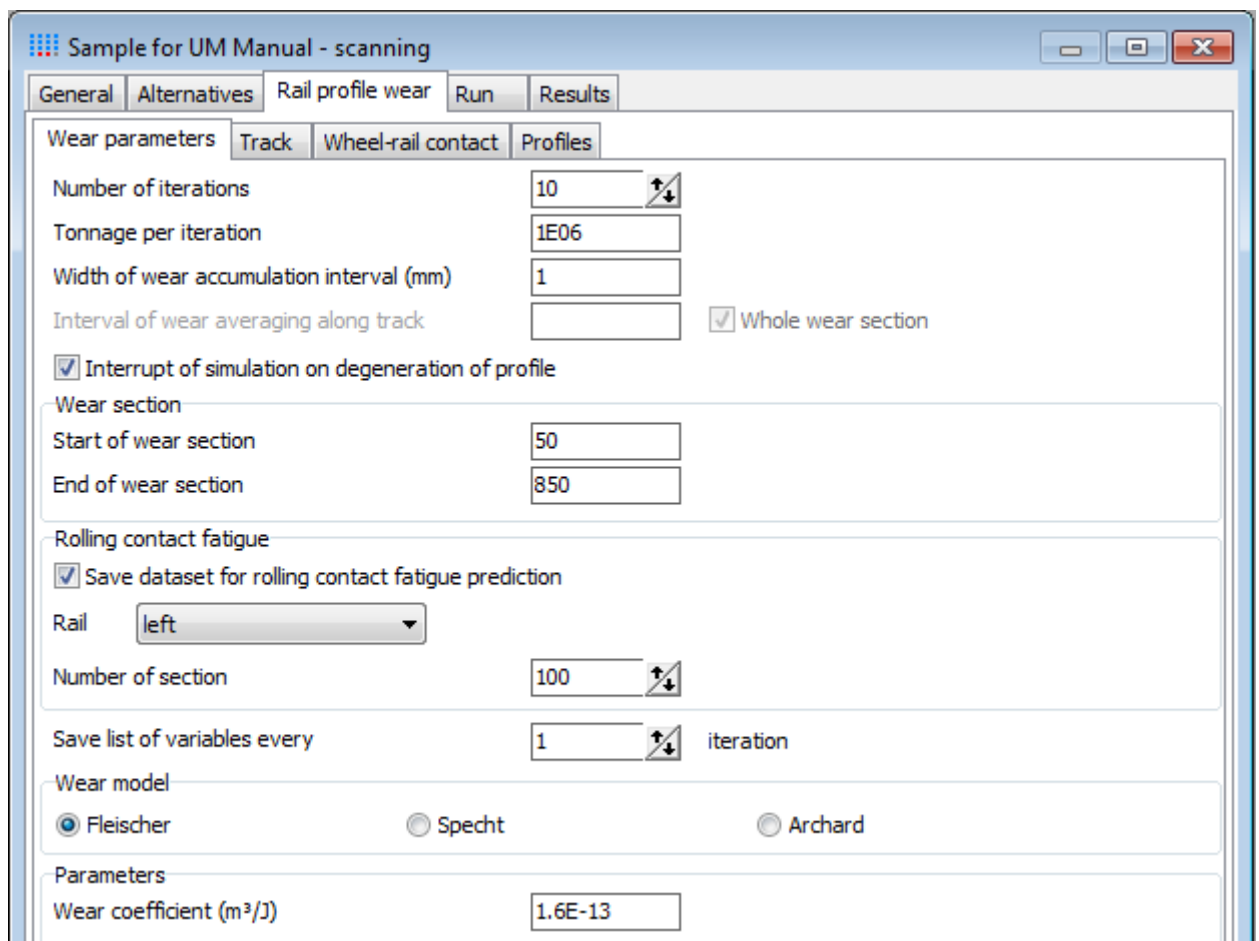 Sample for UM Manual - scanning
General Alternatives Rail profile wear Run Results
Wear parameters Track Wheel-rail contact Profiles
Number of iterations 10
Tonnage per iteration 1E06
Width of wear accumulation interval (mm) 1
Interval of wear averaging along track Whole wear section
Interrupt of simulation on degeneration of profile
Wear section
Start of wear section 50
End of wear section 850
Rolling contact fatigue
Save dataset for rolling contact fatigue prediction
Rail left
Number of section 100
Save list of variables every 1 iteration
Wear model
Fleischer Specht Archard
Parameters
Wear coefficient (m³/J) 1.6E-13